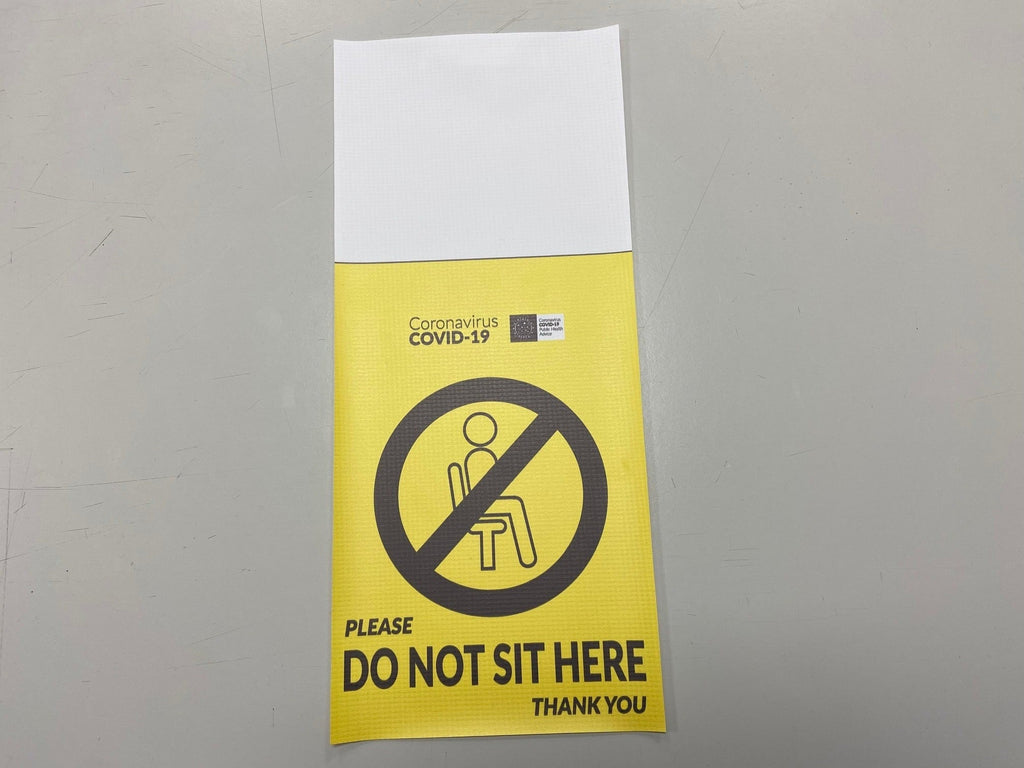 Coronavirus
COVID-19
Coronavirus
COVID-19
Public Health
Advice
PLEASE
DO NOT SIT HERE
THANK YOU